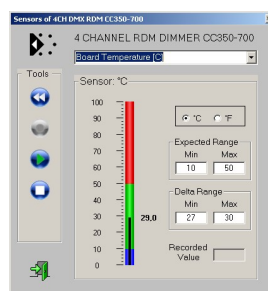 Sensors of 4CH DMX RDM CC350-700
4 CHANNEL RDM DIMMER CC350-700
Board Temperature [C]
Tools
Sensor: °C
100
90
80
70
60
50
40
30
20
10
0
29,0
°C °F
Expected Range
Min Max
10 50
Delta Range
Min Max
27 30
Recorded
Value